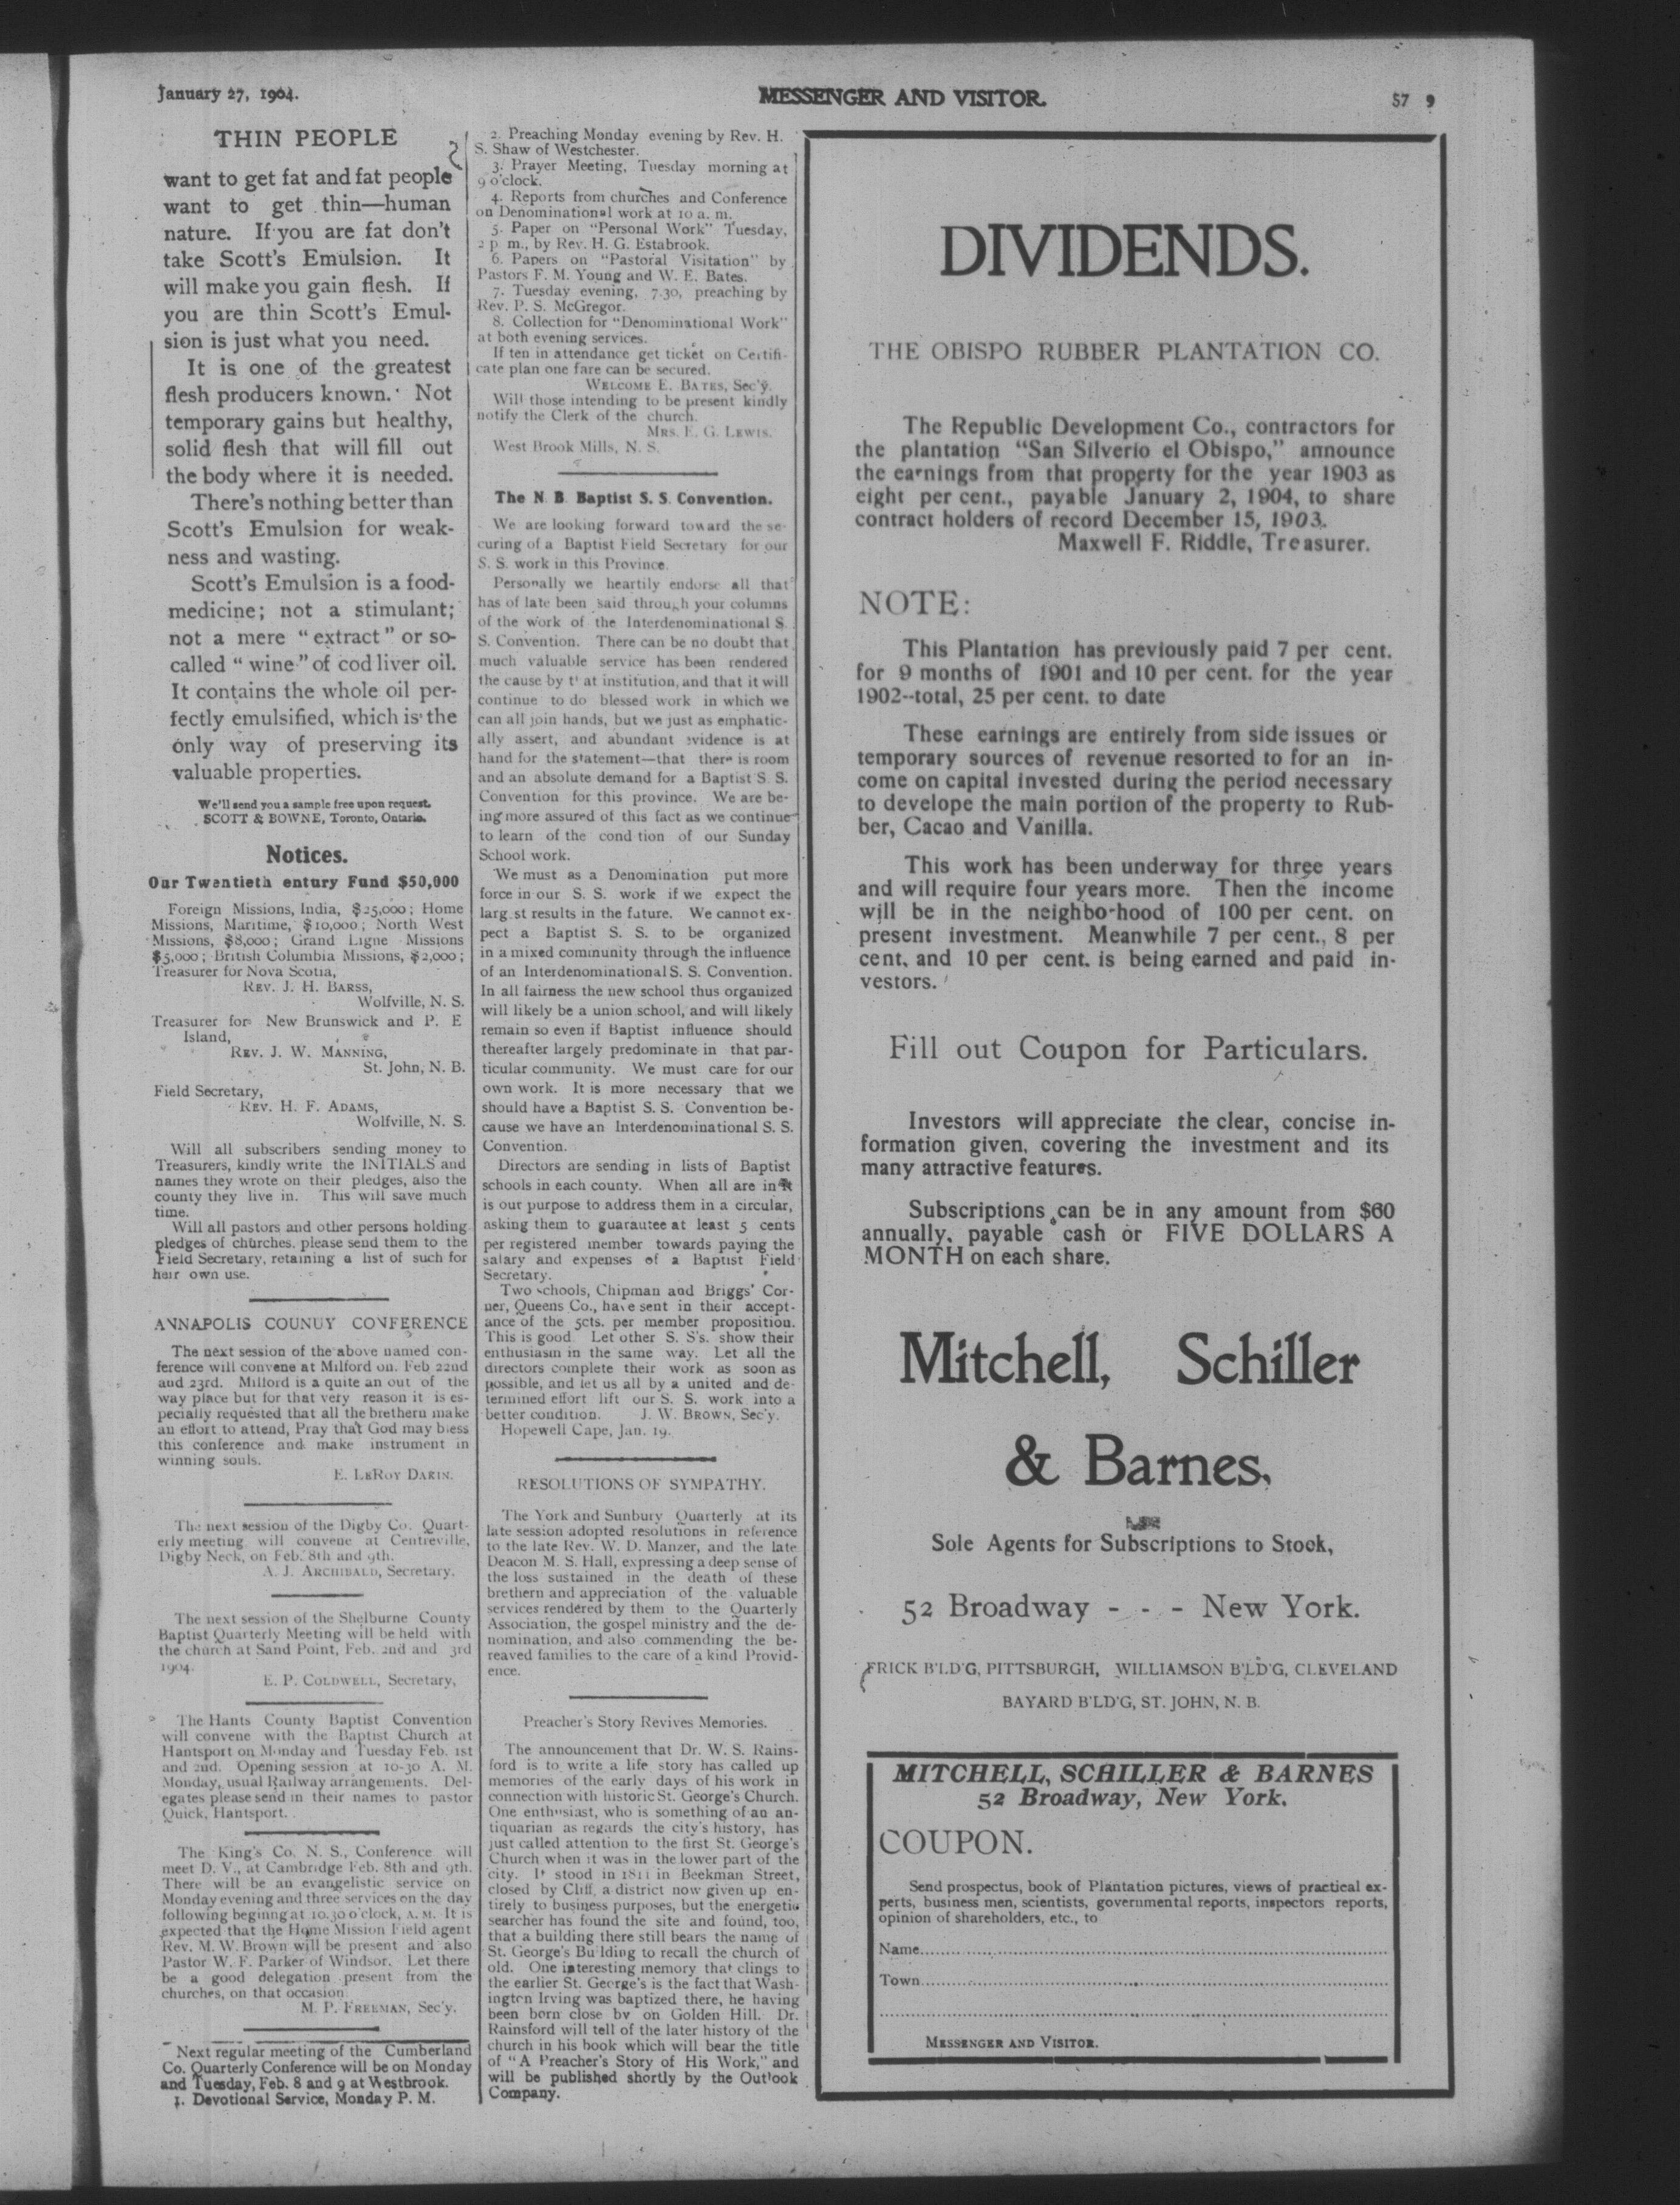 January 27, 1904.
MESSENGER AND VISITOR.
57 9
THIN PEOPLE
want to get fat and fat people
want to get thin—human
nature. If you are fat don't
take Scott's Emulsion. It
will make you gain flesh. If
you are thin Scott's Emul-
sion is just what you need.
It is one of the greatest
flesh producers known. Not
temporary gains but healthy,
solid flesh that will fill out
the body where it is needed.
There's nothing better than
Scott's Emulsion for weak-
ness and wasting.
Scott's Emulsion is a food-
medicine; not a stimulant;
not a mere "extract" or so-
called "wine" of cod liver oil.
It contains the whole oil per-
fectly emulsified, which is the
only way of preserving its
valuable properties.
We'll send you a sample free upon request.
SCOTT & BOWNE, Toronto, Ontario.
Notices.
Our Twentieth entury Fund $50,000
Foreign Missions, India, $25,000; Home
Missions, Maritime, $10,000; North West
Missions, $8,000; Grand Ligne Missions
$5,000; British Columbia Missions, $2,000;
Treasurer for Nova Scotia,
REV. J. H. BARSS,
Wolfville, N. S.
Treasurer for New Brunswick and P. E
Island,
REV. J. W. MANNING,
St. John, N. B.
Field Secretary,
REV. H. F. ADAMS,
Wolfville, N. S.
Will all subscribers sending money to
Treasurers, kindly write the INITIALS and
names they wrote on their pledges, also the
county they live in. This will save much
time.
Will all pastors and other persons holding
pledges of churches, please send them to the
Field Secretary, retaining a list of such for
heir own use.
ANNAPOLIS COUNUY CONFERENCE
The next session of the above named con-
ference will convene at Milford on. Feb 22nd
and 23rd. Milford is a quite an out of the
way place but for that very reason it is es-
pecially requested that all the brethern make
an effort to attend, Pray that God may bless
this conference and make instrument in
winning souls.
E. LEROY DAKIN.
The next session of the Digby Co. Quart-
erly meeting will convene at Centreville,
Digby Neck, on Feb. 8th and 9th.
A. J. ARCHIBALD, Secretary.
The next session of the Shelburne County
Baptist Quarterly Meeting will be held with
the church at Sand Point, Feb. 2nd and 3rd
1904.
E. P. COLDWELL, Secretary,
The Hants County Baptist Convention
will convene with the Baptist Church at
Hantsport on Monday and Tuesday Feb. 1st
and 2nd. Opening session at 10-30 A. M.
Monday, usual Railway arrangements. Del-
egates please send in their names to pastor
Quick, Hantsport.
The King's Co. N. S., Conference will
meet D. V., at Cambridge Feb. 8th and 9th.
There will be an evangelistic service on
Monday evening and three services on the day
following beginng at 10.30 o'clock, A. M. It is
expected that the Home Mission Field agent
Rev. M. W. Brown will be present and also
Pastor W. F. Parker of Windsor. Let there
be a good delegation present from the
churches, on that occasion
M. P. FREEMAN, Sec'y.
Next regular meeting of the Cumberland
Co. Quarterly Conference will be on Monday
and Tuesday, Feb. 8 and 9 at Westbrook.
1. Devotional Service, Monday P. M.
2. Preaching Monday evening by Rev. H.
S. Shaw of Westchester.
3. Prayer Meeting, Tuesday morning at
9 o'clock.
4. Reports from churches and Conference
on Denominational work at 10 a. m.
5. Paper on "Personal Work" Tuesday,
2 p m., by Rev. H. G. Estabrook.
6. Papers on "Pastoral Visitation" by
Pastors F. M. Young and W. E. Bates.
7. Tuesday evening, 7.30, preaching by
Rev. P. S. McGregor.
8. Collection for "Denominational Work"
at both evening services.
If ten in attendance get ticket on Certifi-
cate plan one fare can be secured.
WELCOME E. BATES, Sec'y.
Will those intending to be present kindly
notify the Clerk of the church.
MRS. E. G. LEWIS.
West Brook Mills, N. S.
The N. B. Baptist S. S. Convention.
We are looking forward toward the se-
curing of a Baptist Field Secretary for our
S. S. work in this Province.
Personally we heartily endorse all that
has of late been said through your columns
of the work of the Interdenominational S.
S. Convention. There can be no doubt that
much valuable service has been rendered
the cause by t' at institution, and that it will
continue to do blessed work in which we
can all join hands, but we just as emphatic-
ally assert, and abundant evidence is at
hand for the statement—that there is room
and an absolute demand for a Baptist S. S.
Convention for this province. We are be-
ing more assured of this fact as we continue
to learn of the cond tion of our Sunday
School work.
We must as a Denomination put more
force in our S. S. work if we expect the
larg.st results in the future. We cannot ex-
pect a Baptist S. S. to be organized
in a mixed community through the influence
of an Interdenominational S. S. Convention.
In all fairness the new school thus organized
will likely be a union school, and will likely
remain so even if Baptist influence should
thereafter largely predominate in that par-
ticular community. We must care for our
own work. It is more necessary that we
should have a Baptist S. S. Convention be-
cause we have an Interdenominational S. S.
Convention.
Directors are sending in lists of Baptist
schools in each county. When all are in it
is our purpose to address them in a circular,
asking them to guarautee at least 5 cents
per registered member towards paying the
salary and expenses of a Baptist Field
Secretary.
Two schools, Chipman and Briggs' Cor-
ner, Queens Co., have sent in their accept-
ance of the 5cts. per member proposition.
This is good. Let other S. S's. show their
enthusiasm in the same way. Let all the
directors complete their work as soon as
possible, and let us all by a united and de-
termined effort lift our S. S. work into a
better condition. J. W. BROWN, Sec'y.
Hopewell Cape, Jan. 19.
RESOLUTIONS OF SYMPATHY.
The York and Sunbury Quarterly at its
late session adopted resolutions in reference
to the late Rev. W. D. Manzer, and the late
Deacon M. S. Hall, expressing a deep sense of
the loss sustained in the death of these
brethern and appreciation of the valuable
services rendered by them to the Quarterly
Association, the gospel ministry and the de-
nomination, and also commending the be-
reaved families to the care of a kind Provid-
ence.
Preacher's Story Revives Memories.
The announcement that Dr. W. S. Rains-
ford is to write a life story has called up
memories of the early days of his work in
connection with historic St. George's Church.
One enthusiast, who is something of an an-
tiquarian as regards the city's history, has
just called attention to the first St. George's
Church when it was in the lower part of the
city. It stood in 1811 in Beekman Street,
closed by Cliff, a district now given up en-
tirely to business purposes, but the energetic
searcher has found the site and found, too,
that a building there still bears the name of
St. George's Bu lding to recall the church of
old. One interesting memory that clings to
the earlier St. George's is the fact that Wash-
ington Irving was baptized there, he having
been born close by on Golden Hill. Dr.
Rainsford will tell of the later history of the
church in his book which will bear the title
of "A Preacher's Story of His Work," and
will be published shortly by the Outlook
Company.
DIVIDENDS.
THE OBISPO RUBBER PLANTATION CO.
The Republic Development Co., contractors for
the plantation "San Silverio el Obispo," announce
the earnings from that property for the year 1903 as
eight per cent., payable January 2, 1904, to share
contract holders of record December 15, 1903.
Maxwell F. Riddle, Treasurer.
NOTE:
This Plantation has previously paid 7 per cent.
for 9 months of 1901 and 10 per cent. for the year
1902--total, 25 per cent. to date
These earnings are entirely from side issues or
temporary sources of revenue resorted to for an in-
come on capital invested during the period necessary
to develope the main portion of the property to Rub-
ber, Cacao and Vanilla.
This work has been underway for three years
and will require four years more. Then the income
will be in the neighborhood of 100 per cent. on
present investment. Meanwhile 7 per cent., 8 per
cent. and 10 per cent. is being earned and paid in-
vestors.
Fill out Coupon for Particulars.
Investors will appreciate the clear, concise in-
formation given, covering the investment and its
many attractive features.
Subscriptions can be in any amount from $60
annually, payable cash or FIVE DOLLARS A
MONTH on each share.
Mitchell, Schiller
& Barnes,
Sole Agents for Subscriptions to Stock,
52 Broadway - - - New York.
FRICK B'LD'G, PITTSBURGH, WILLIAMSON B'LD'G, CLEVELAND
BAYARD B'LD'G, ST. JOHN, N. B.
MITCHELL, SCHILLER & BARNES
52 Broadway, New York.
COUPON.
Send prospectus, book of Plantation pictures, views of practical ex-
perts, business men, scientists, governmental reports, inspectors reports,
opinion of shareholders, etc., to
Name
Town
MESSENGER AND VISITOR.